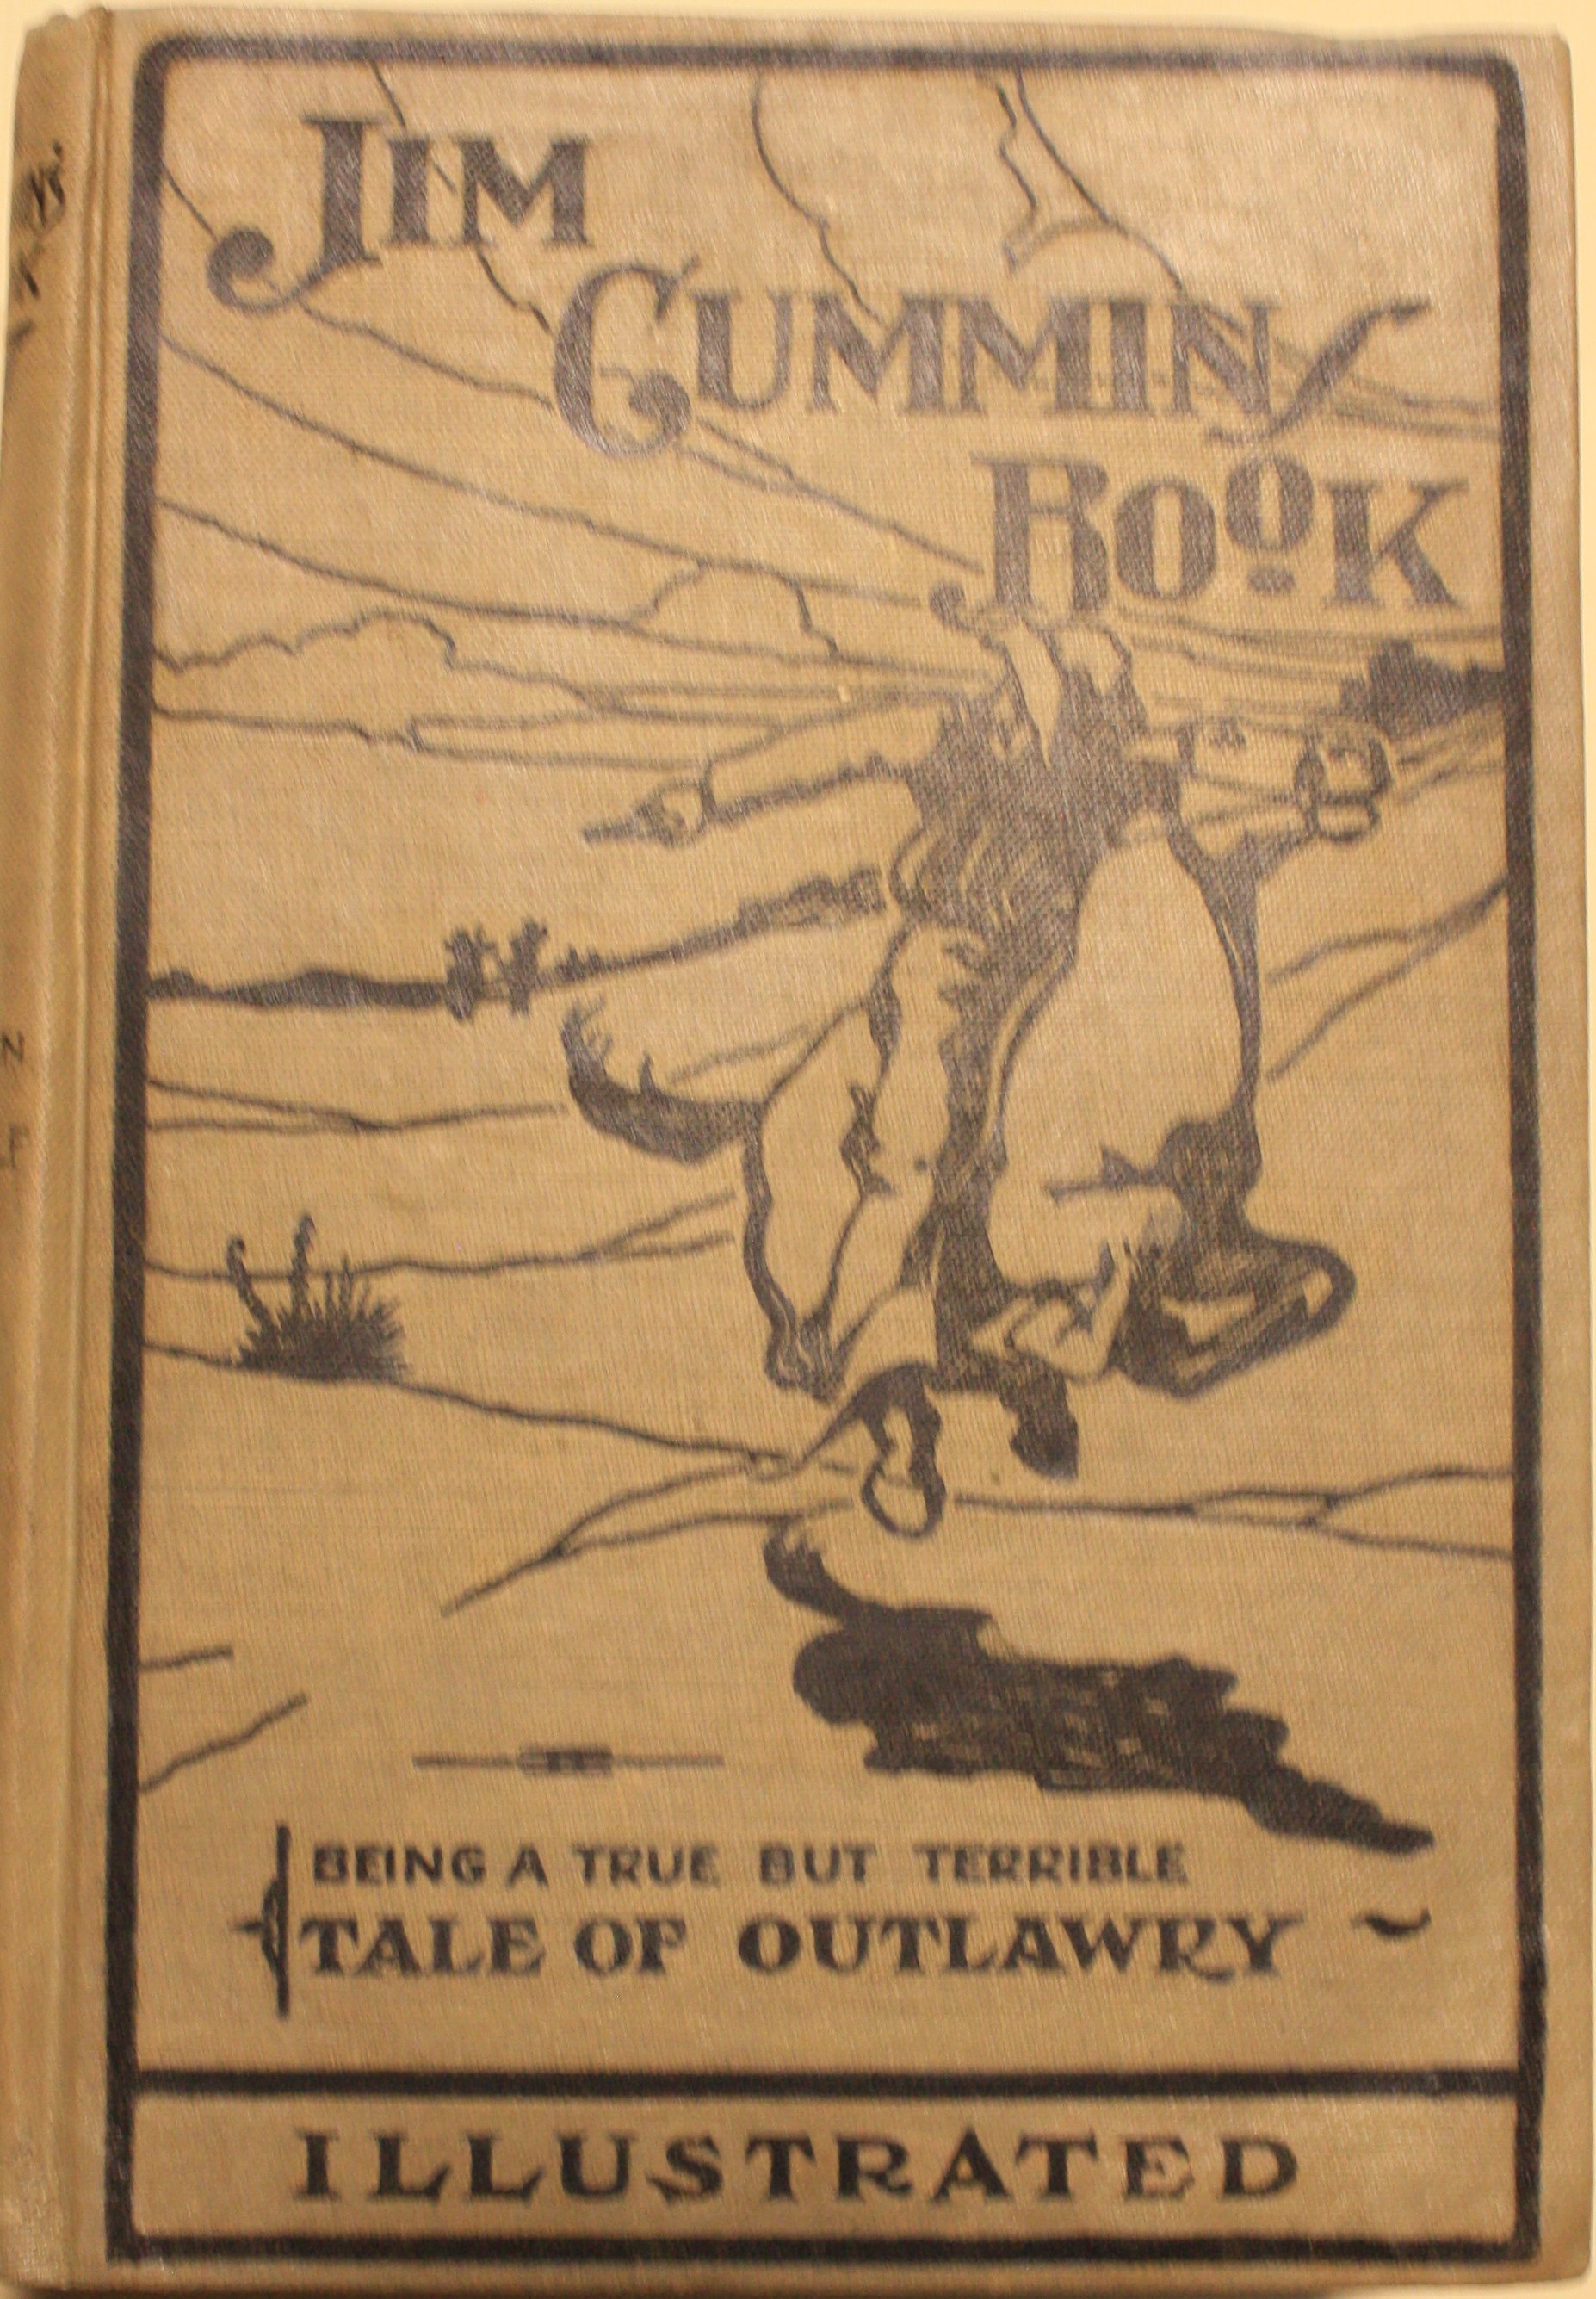 JIM
CUMMINS
BOOK
BEING A TRUE BUT TERRIBLE
TALE OF OUTLAWRY
ILLUSTRATED